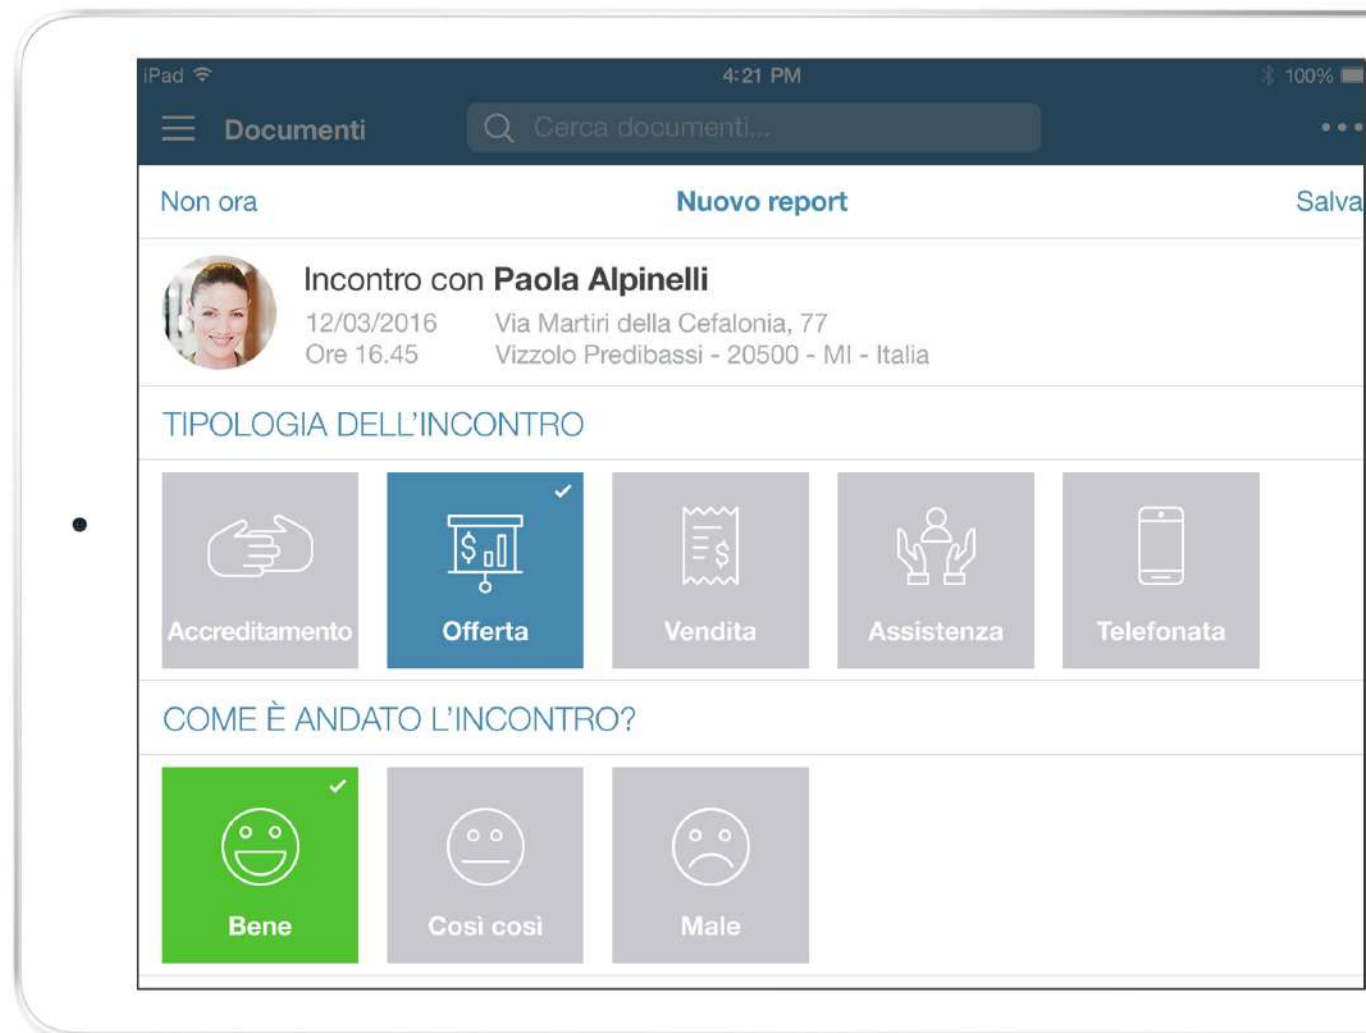 iPad 4:21 PM 100%
Documenti Cerca documenti...
Non ora Nuovo report Salva
Incontro con Paola Alpinelli
12/03/2016 Via Martiri della Cefalonia, 77
Ore 16.45 Vizzolo Predibassi - 20500 - MI - Italia
TIPOLOGIA DELL'INCONTRO
$ $
Accreditamento Offerta Vendita Assistenza Telefonata
COME È ANDATO L'INCONTRO?
Bene Così così Male